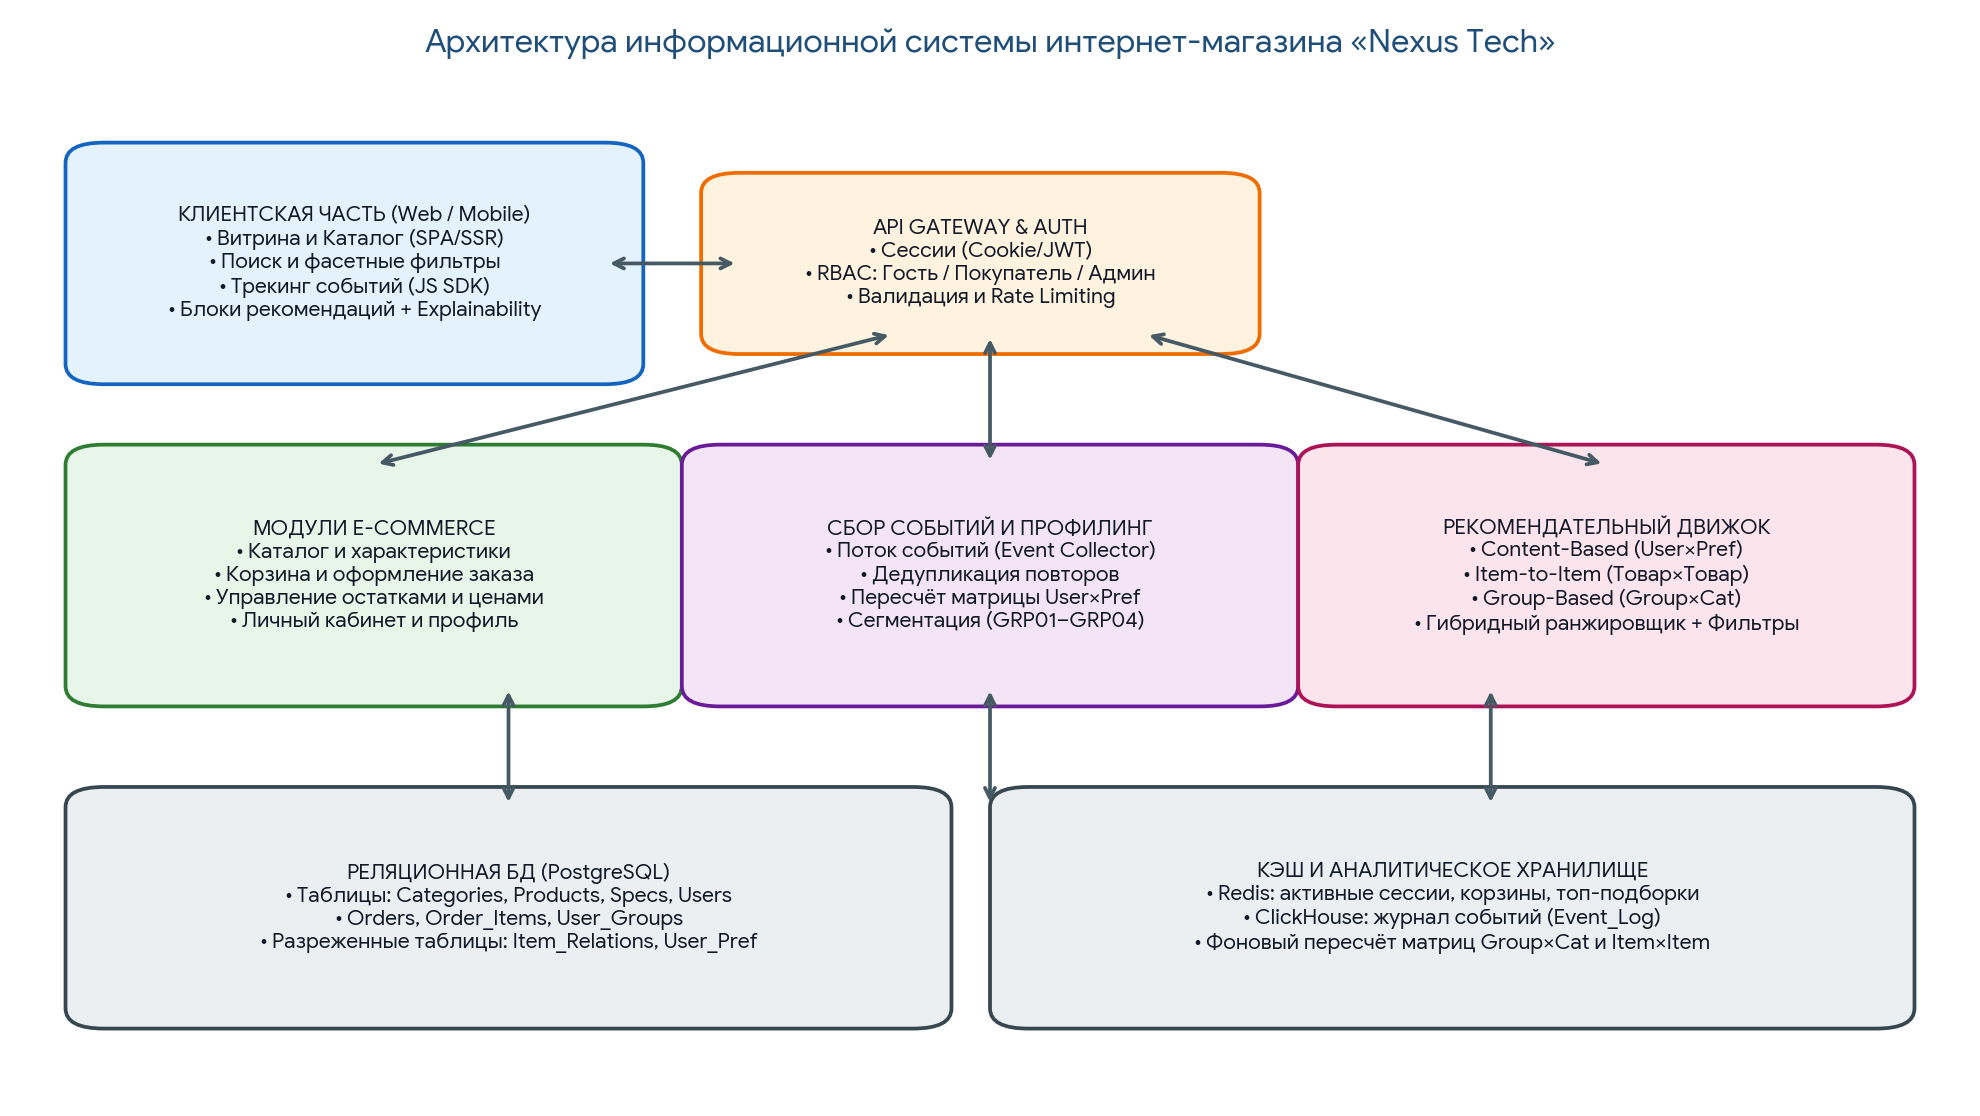 Архитектура информационной системы интернет-магазина «Nexus Tech»
КЛИЕНТСКАЯ ЧАСТЬ (Web / Mobile)
• Витрина и Каталог (SPA/SSR)
• Поиск и фасетные фильтры
• Трекинг событий (JS SDK)
• Блоки рекомендаций + Explainability
API GATEWAY & AUTH
• Сессии (Cookie/JWT)
• RBAC: Гость / Покупатель / Админ
• Валидация и Rate Limiting
МОДУЛИ E-COMMERCE
• Каталог и характеристики
• Корзина и оформление заказа
• Управление остатками и ценами
• Личный кабинет и профиль
СБОР СОБЫТИЙ И ПРОФИЛИНГ
• Поток событий (Event Collector)
• Дедупликация повторов
• Пересчёт матрицы User×Pref
• Сегментация (GRP01–GRP04)
РЕКОМЕНДАТЕЛЬНЫЙ ДВИЖОК
• Content-Based (User×Pref)
• Item-to-Item (Товар×Товар)
• Group-Based (Group×Cat)
• Гибридный ранжировщик + Фильтры
РЕЛЯЦИОННАЯ БД (PostgreSQL)
• Таблицы: Categories, Products, Specs, Users
• Orders, Order_Items, User_Groups
• Разреженные таблицы: Item_Relations, User_Pref
КЭШ И АНАЛИТИЧЕСКОЕ ХРАНИЛИЩЕ
• Redis: активные сессии, корзины, топ-подборки
• ClickHouse: журнал событий (Event_Log)
• Фоновый пересчёт матриц Group×Cat и Item×Item